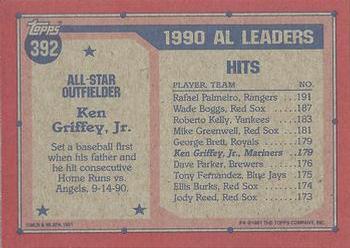 Topps
392
ALL-STAR
OUTFIELDER
Ken
Griffey, Jr.
Set a baseball first
when his father and
he hit consecutive
Home Runs vs.
Angels, 9-14-90.
1990 AL LEADERS
HITS
PLAYER, TEAM NO.
Rafael Palmeiro, Rangers ...191
Wade Boggs, Red Sox ......187
Roberto Kelly, Yankees .....183
Mike Greenwell, Red Sox ...181
George Brett, Royals ........179
Ken Griffey, Jr., Mariners ..179
Dave Parker, Brewers .......176
Tony Fernandez, Blue Jays ..175
Ellis Burks, Red Sox ........174
Jody Reed, Red Sox .........173